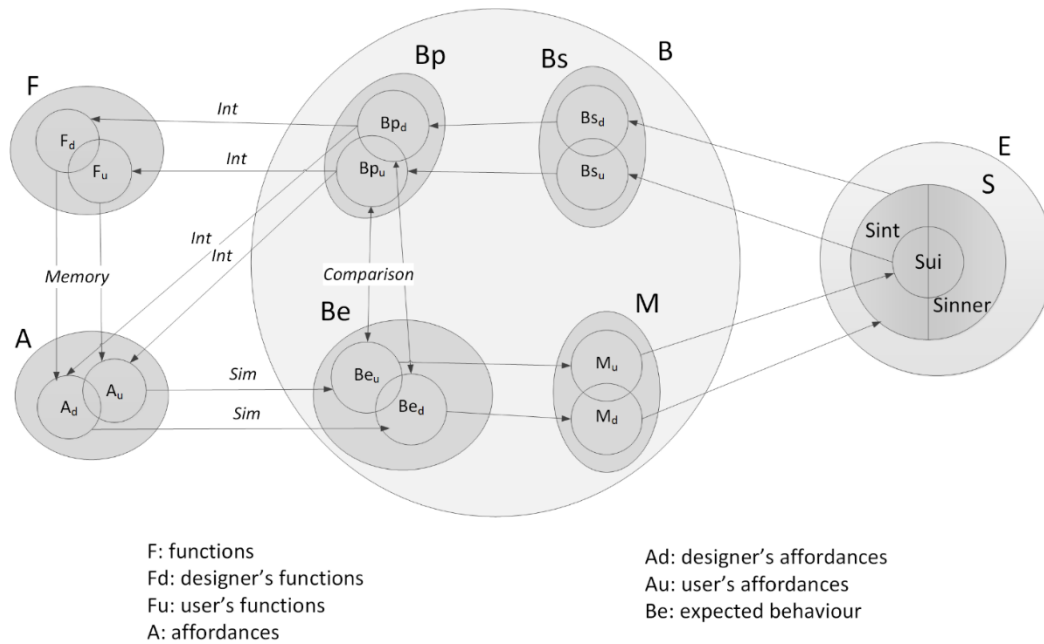 F
Fd
Fu
Int
Int
Int
Int
Memory
A
Ad
Au
Sim
Sim
Bp
Bpd
Bpu
Bs
Bsd
Bsu
B
Comparison
Be
Beu
Bed
M
Mu
Md
E
S
Sint
Sui
Sinner
F: functions
Fd: designer's functions
Fu: user's functions
A: affordances
Ad: designer's affordances
Au: user's affordances
Be: expected behaviour